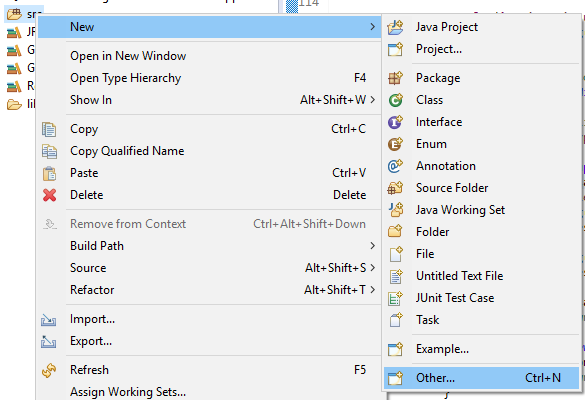 114
src
New
JF
Open in New Window
G
Open Type Hierarchy F4
G
Show In Alt+Shift+W
R
lil
Copy Ctrl+C
Copy Qualified Name
Paste Ctrl+V
Delete Delete
Remove from Context Ctrl+Alt+Shift+Down
Build Path
Source Alt+Shift+S
Refactor Alt+Shift+T
Import...
Export...
Refresh F5
Assign Working Sets...
Java Project
Project...
Package
Class
Interface
Enum
Annotation
Source Folder
Java Working Set
Folder
File
Untitled Text File
JUnit Test Case
Task
Example...
Other... Ctrl+N
}